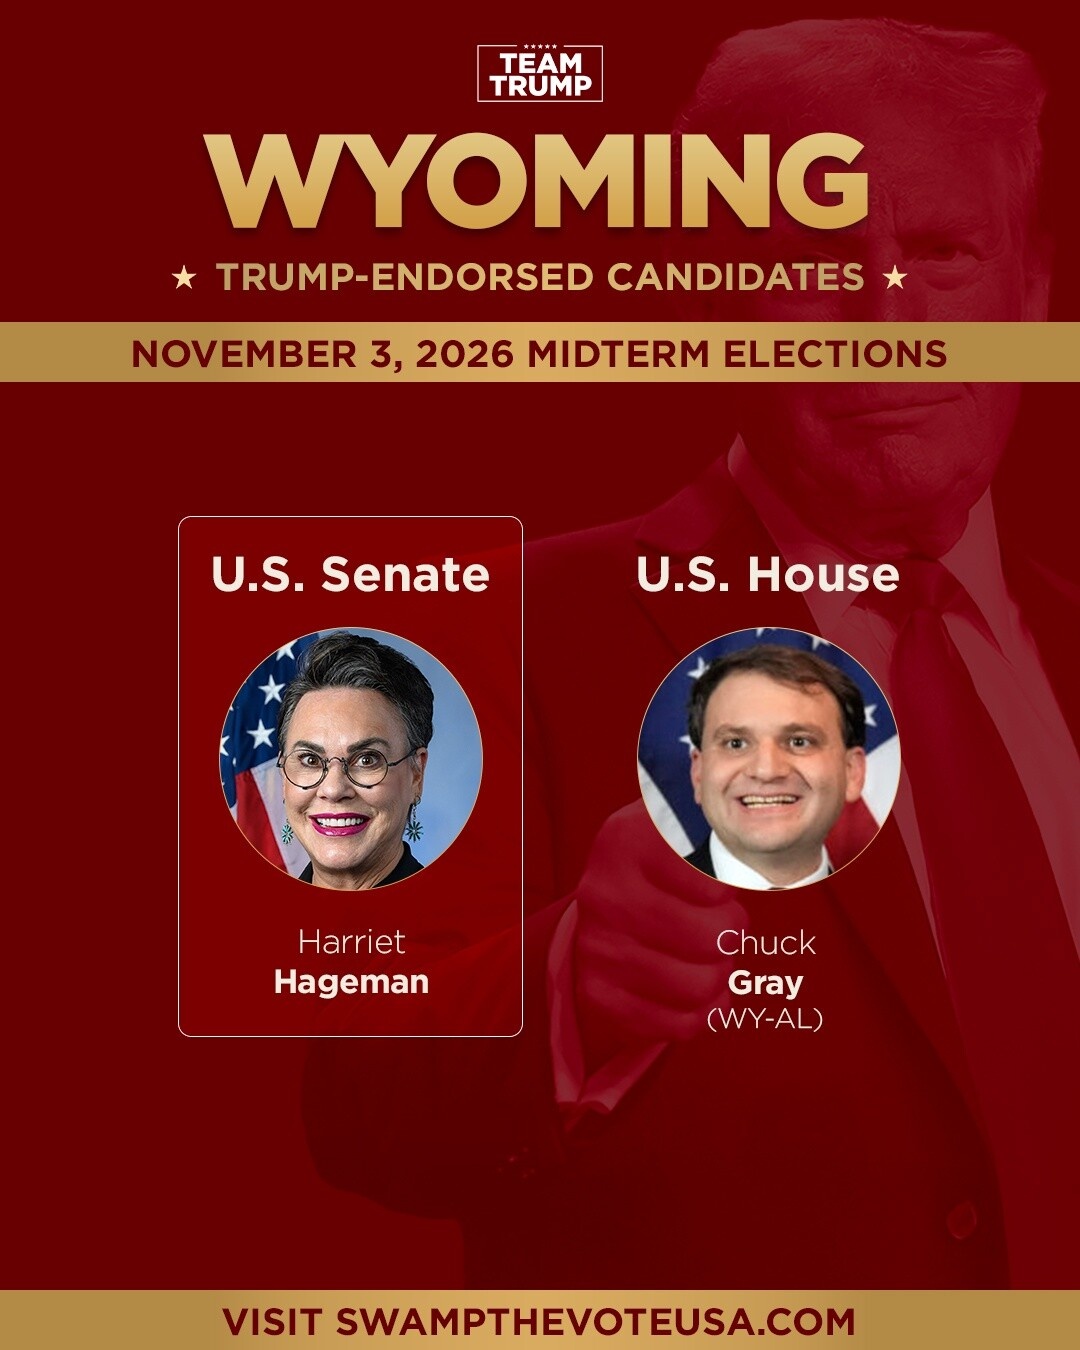 TEAM
TRUMP
WYOMING
TRUMP-ENDORSED CANDIDATES
NOVEMBER 3, 2026 MIDTERM ELECTIONS
U.S. Senate
Harriet
Hageman
U.S. House
Chuck
Gray
(WY-AL)
VISIT SWAMPTHEVOTEUSA.COM